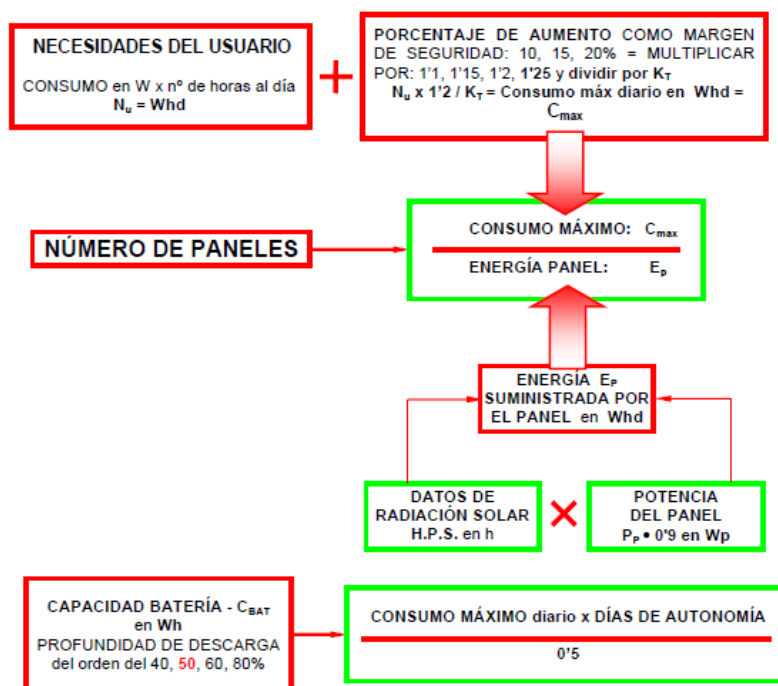 NECESIDADES DEL USUARIO
CONSUMO en W x nº de horas al día
Nu = Whd
+
PORCENTAJE DE AUMENTO COMO MARGEN
DE SEGURIDAD: 10, 15, 20% = MULTIPLICAR
POR: 1'1, 1'15, 1'2, 1'25 y dividir por KT
Nu x 1'2 / KT = Consumo máx diario en Whd =
Cmax
NÚMERO DE PANELES
CONSUMO MÁXIMO: Cmax
ENERGÍA PANEL: Ep
ENERGÍA EP
SUMINISTRADA POR
EL PANEL en Whd
DATOS DE
RADIACIÓN SOLAR
H.P.S. en h
×
POTENCIA
DEL PANEL
PP • 0'9 en Wp
CAPACIDAD BATERÍA - CBAT
en Wh
PROFUNDIDAD DE DESCARGA
del orden del 40, 50, 60, 80%
CONSUMO MÁXIMO diario x DÍAS DE AUTONOMÍA
0'5